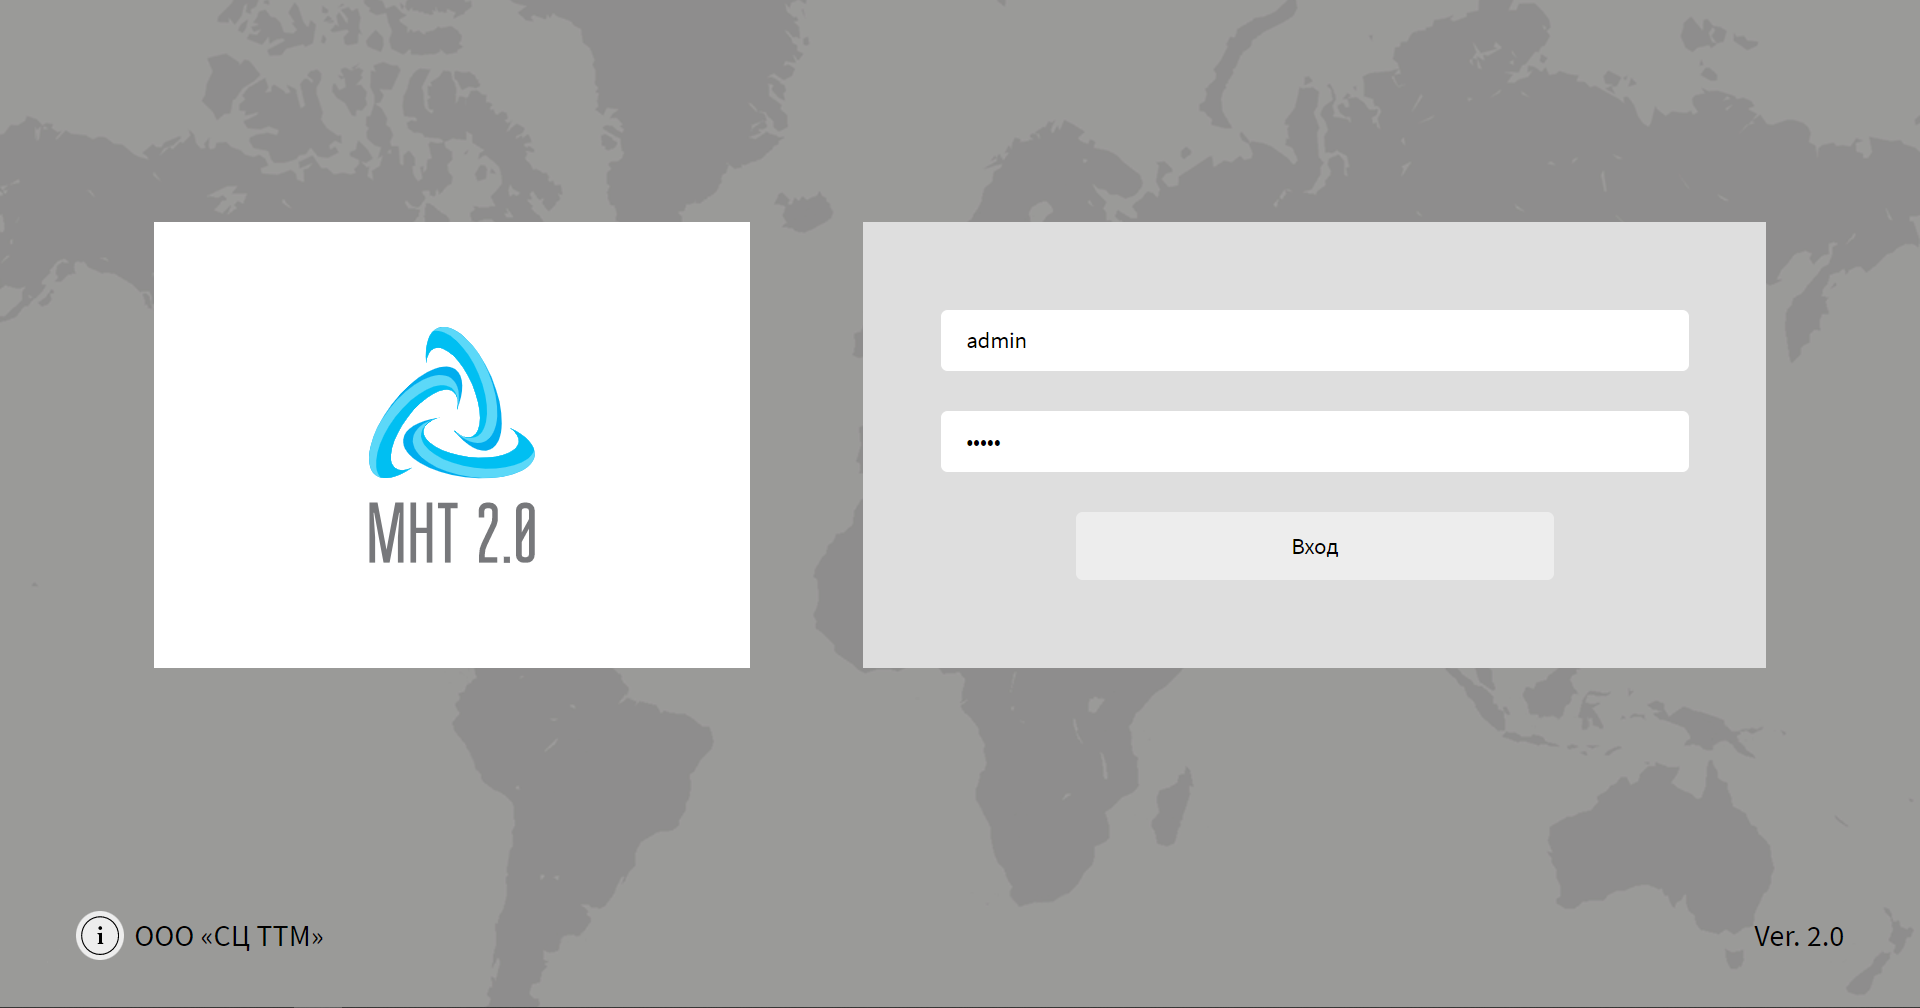 МНТ 2.0
admin
•••••
Вход
i
ООО «СЦ ТТМ»
Ver. 2.0